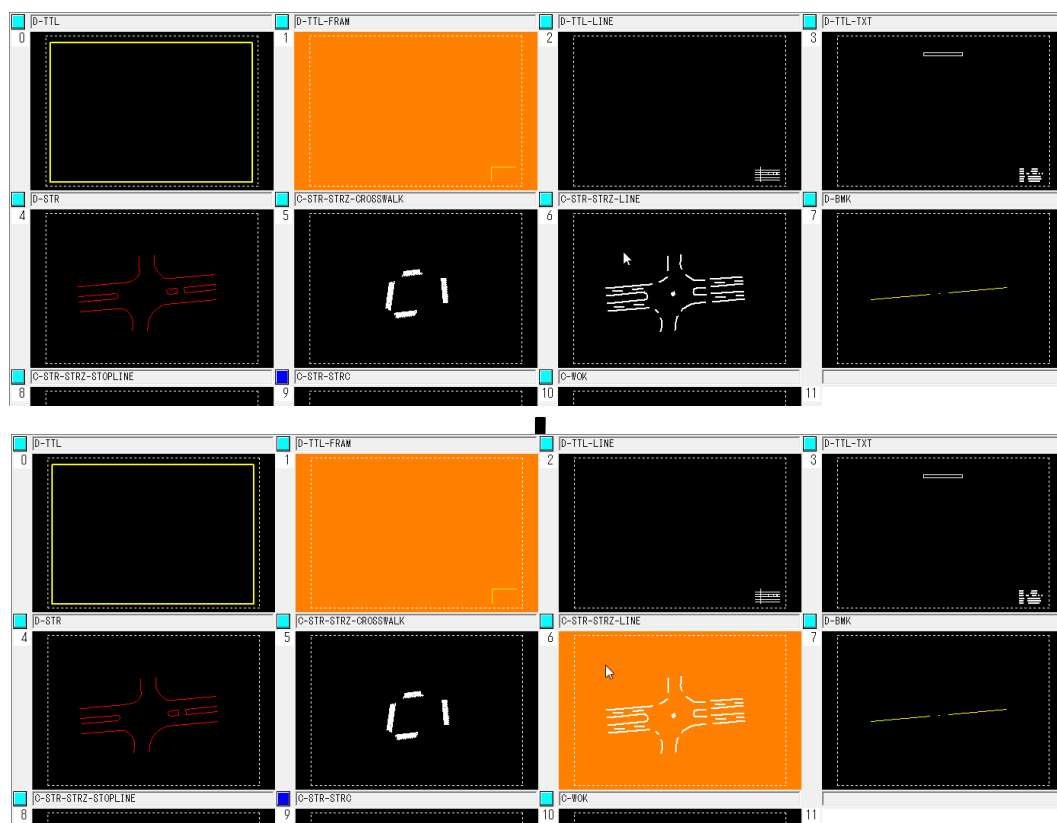 D-TTL D-TTL-FRAM D-TTL-LINE D-TTL-TXT
0 1 2 3
D-STR C-STR-STRZ-CROSSWALK C-STR-STRZ-LINE D-BMK
4 5 6 7
C-STR-STRZ-STOPLINE C-STR-STRC C-WOK
8 9 10 11
D-TTL D-TTL-FRAM D-TTL-LINE D-TTL-TXT
0 1 2 3
D-STR C-STR-STRZ-CROSSWALK C-STR-STRZ-LINE D-BMK
4 5 6 7
C-STR-STRZ-STOPLINE C-STR-STRC C-WOK
8 9 10 11